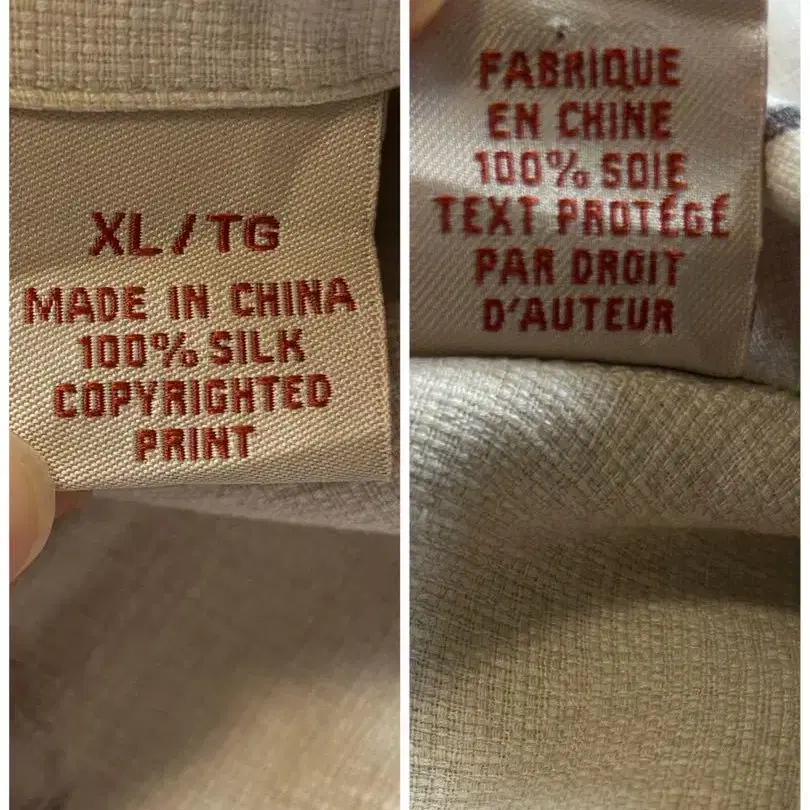 XL/TG
MADE IN CHINA
100% SILK
COPYRIGHTED
PRINT
FABRIQUE
EN CHINE
100% SOIE
TEXT PROTÉGÉ
PAR DROIT
D'AUTEUR